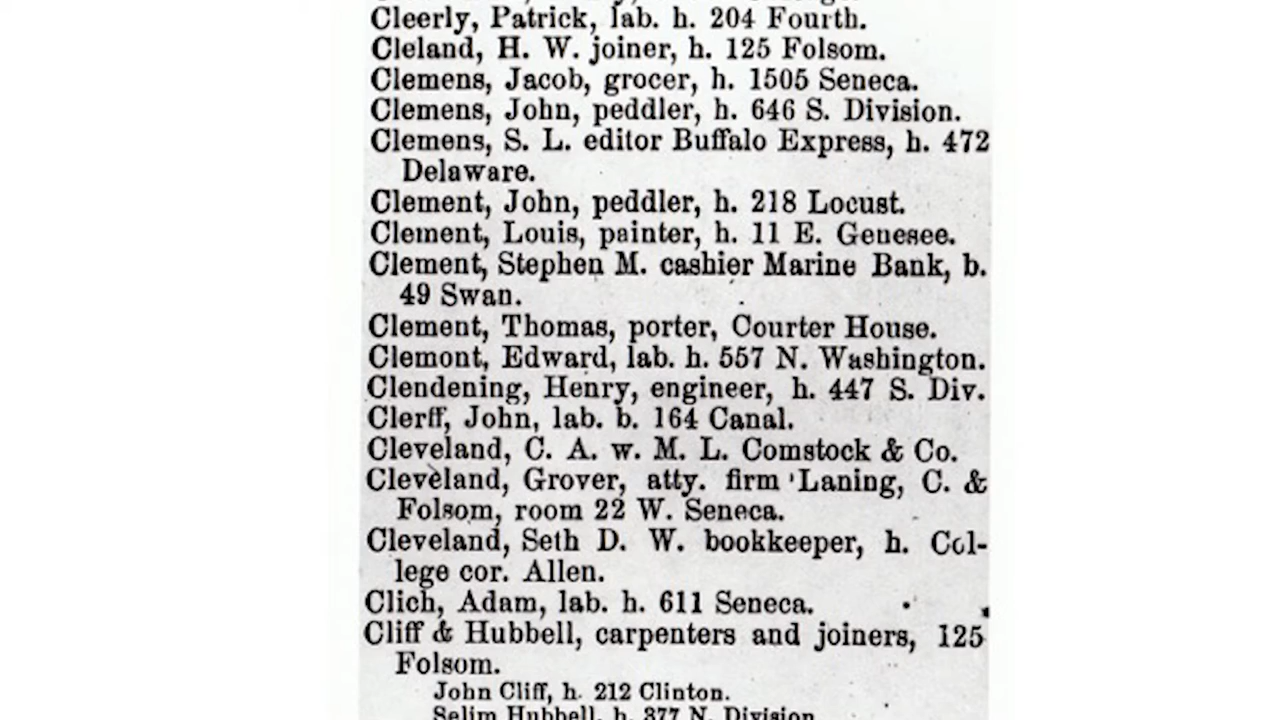 Cleerly, Patrick, lab. h. 204 Fourth.
Cleland, H. W. joiner, h. 125 Folsom.
Clemens, Jacob, grocer, h. 1505 Seneca.
Clemens, John, peddler, h. 646 S. Division.
Clemens, S. L. editor Buffalo Express, h. 472
Delaware.
Clement, John, peddler, h. 218 Locust.
Clement, Louis, painter, h. 11 E. Genesee.
Clement, Stephen M. cashier Marine Bank, b.
49 Swan.
Clement, Thomas, porter, Courter House.
Clemont, Edward, lab. h. 557 N. Washington.
Clendening, Henry, engineer, h. 447 S. Div.
Clerff, John, lab. b. 164 Canal.
Cleveland, C. A. w. M. L. Comstock & Co.
Cleveland, Grover, atty. firm Laning, C. &
Folsom, room 22 W. Seneca.
Cleveland, Seth D. W. bookkeeper, h. Col-
lege cor. Allen.
Clich, Adam, lab. h. 611 Seneca.
Cliff & Hubbell, carpenters and joiners, 125
Folsom.
John Cliff, h. 212 Clinton.
Selim Hubbell, h. 377 N. Division